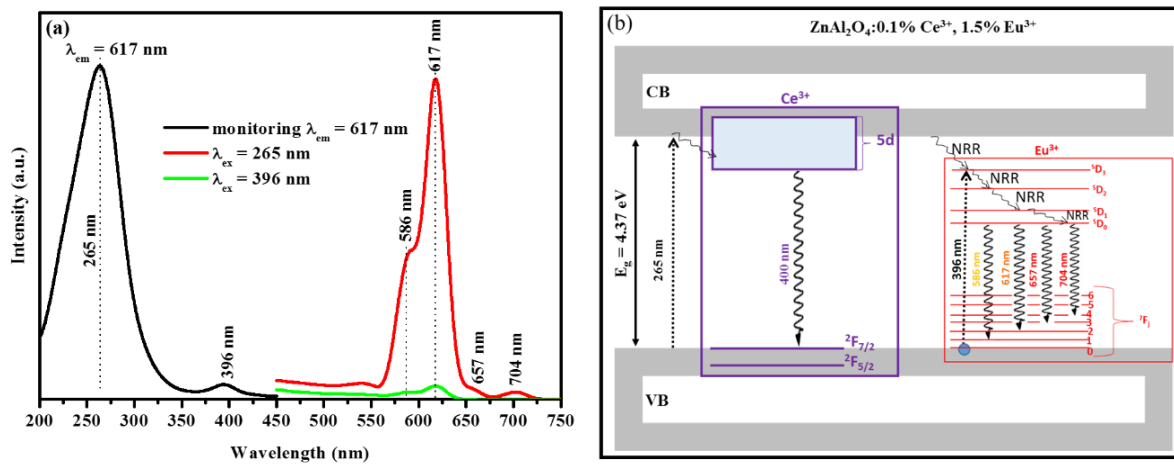 (a)
λem = 617 nm
617 nm
monitoring λem = 617 nm
λex = 265 nm
λex = 396 nm
265 nm
586 nm
396 nm
657 nm
704 nm
Intensity (a.u.)
200 250 300 350 400 450 500 550 600 650 700 750
Wavelength (nm)
(b)
ZnAl2O4:0.1% Ce3+, 1.5% Eu3+
CB
Ce3+
5d
Eg = 4.37 eV
265 nm
400 nm
2F7/2
2F5/2
VB
NRR
Eu3+
5D3
NRR
5D2
NRR
5D1
NRR
5D0
396 nm
586 nm
617 nm
657 nm
704 nm
6
5
4
3
2
1
0
7Fj